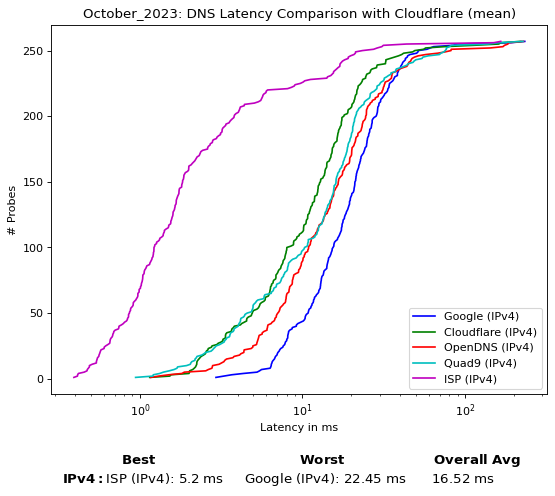 October_2023: DNS Latency Comparison with Cloudflare (mean)
250
200
150
100
50
0
# Probes
10⁰ 10¹ 10²
Latency in ms
Google (IPv4)
Cloudflare (IPv4)
OpenDNS (IPv4)
Quad9 (IPv4)
ISP (IPv4)
Best Worst Overall Avg
IPv4: ISP (IPv4): 5.2 ms Google (IPv4): 22.45 ms 16.52 ms